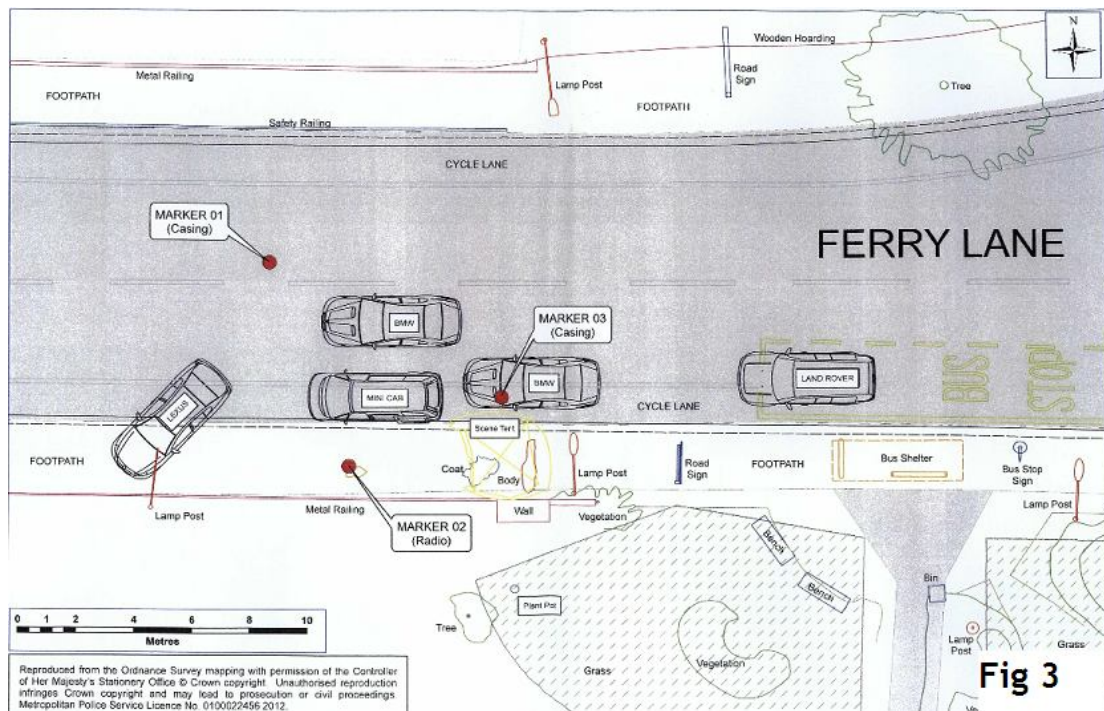 N
Wooden Hoarding
Metal Railing
Lamp Post
Road
Sign
Tree
FOOTPATH
FOOTPATH
Safety Railing
CYCLE LANE
MARKER 01
(Casing)
FERRY LANE
BMW
MARKER 03
(Casing)
LEXUS
MINI CAB
BMW
LAND ROVER
BUS
STOP
CYCLE LANE
Scene Tent
FOOTPATH
Coat
Body
Lamp Post
Road
Sign
FOOTPATH
Bus Shelter
Bus Stop
Sign
Lamp Post
Metal Railing
Wall
Vegetation
Lamp Post
MARKER 02
(Radio)
Bench
Bench
Bin
Plant Pot
Tree
Lamp
Post
Grass
Vegetation
Grass
0 1 2 4 6 8 10
Metres
Reproduced from the Ordnance Survey mapping with permission of the Controller
of Her Majesty's Stationery Office © Crown copyright. Unauthorised reproduction
infringes Crown copyright and may lead to prosecution or civil proceedings.
Metropolitan Police Service Licence No. 0100022456 2012.
Fig 3